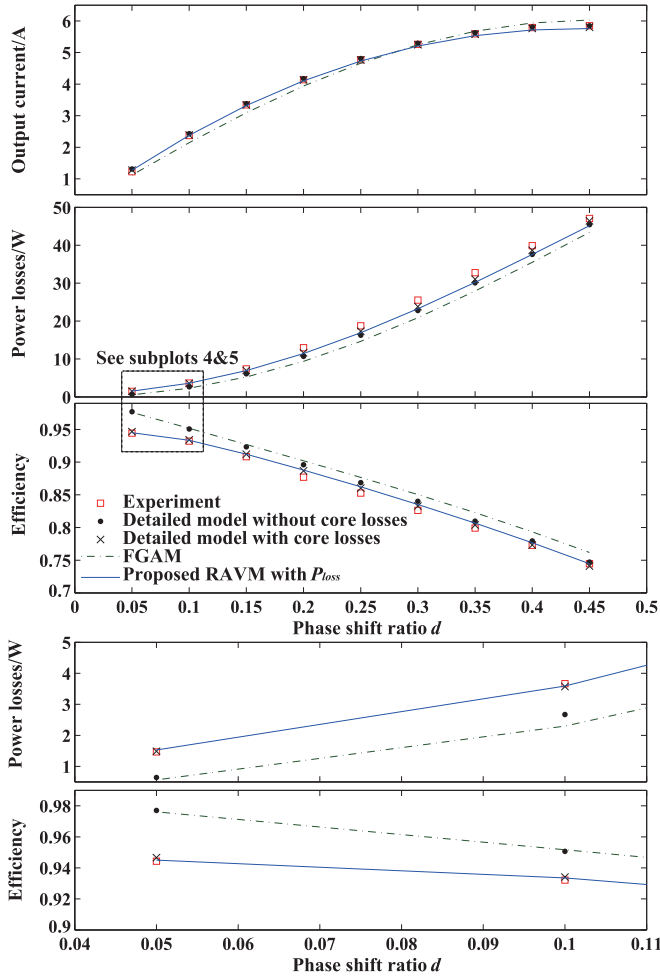 Output current/A
6
5
4
3
2
1
Power losses/W
50
40
30
20
10
0
See subplots 4&5
Efficiency
0.95
0.9
0.85
0.8
0.75
0.7
Experiment
Detailed model without core losses
Detailed model with core losses
FGAM
Proposed RAVM with Ploss
0 0.05 0.1 0.15 0.2 0.25 0.3 0.35 0.4 0.45 0.5
Phase shift ratio d
Power losses/W
5
4
3
2
1
Efficiency
0.98
0.96
0.94
0.92
0.9
0.04 0.05 0.06 0.07 0.08 0.09 0.1 0.11
Phase shift ratio d